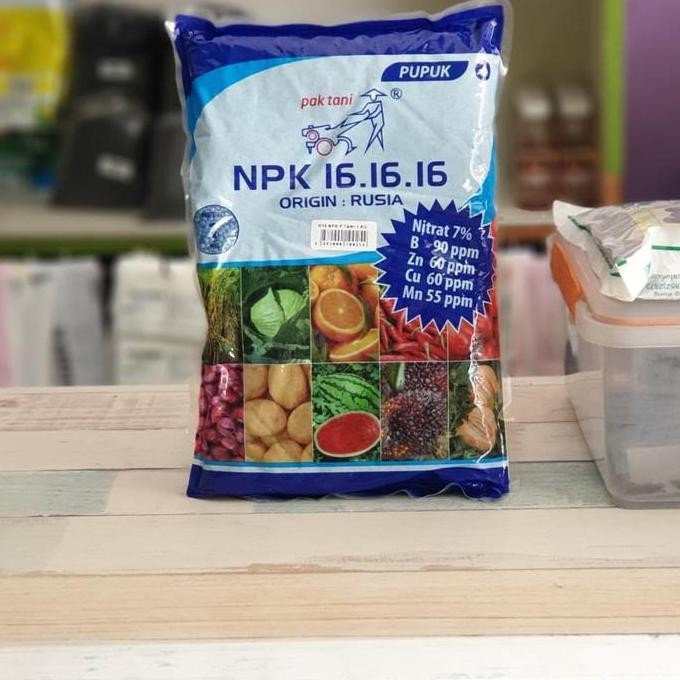 PUPUK
pak tani ®
NPK 16.16.16
ORIGIN : RUSIA
Nitrat 7%
B 90 ppm
Zn 60 ppm
Cu 60 ppm
Mn 55 ppm